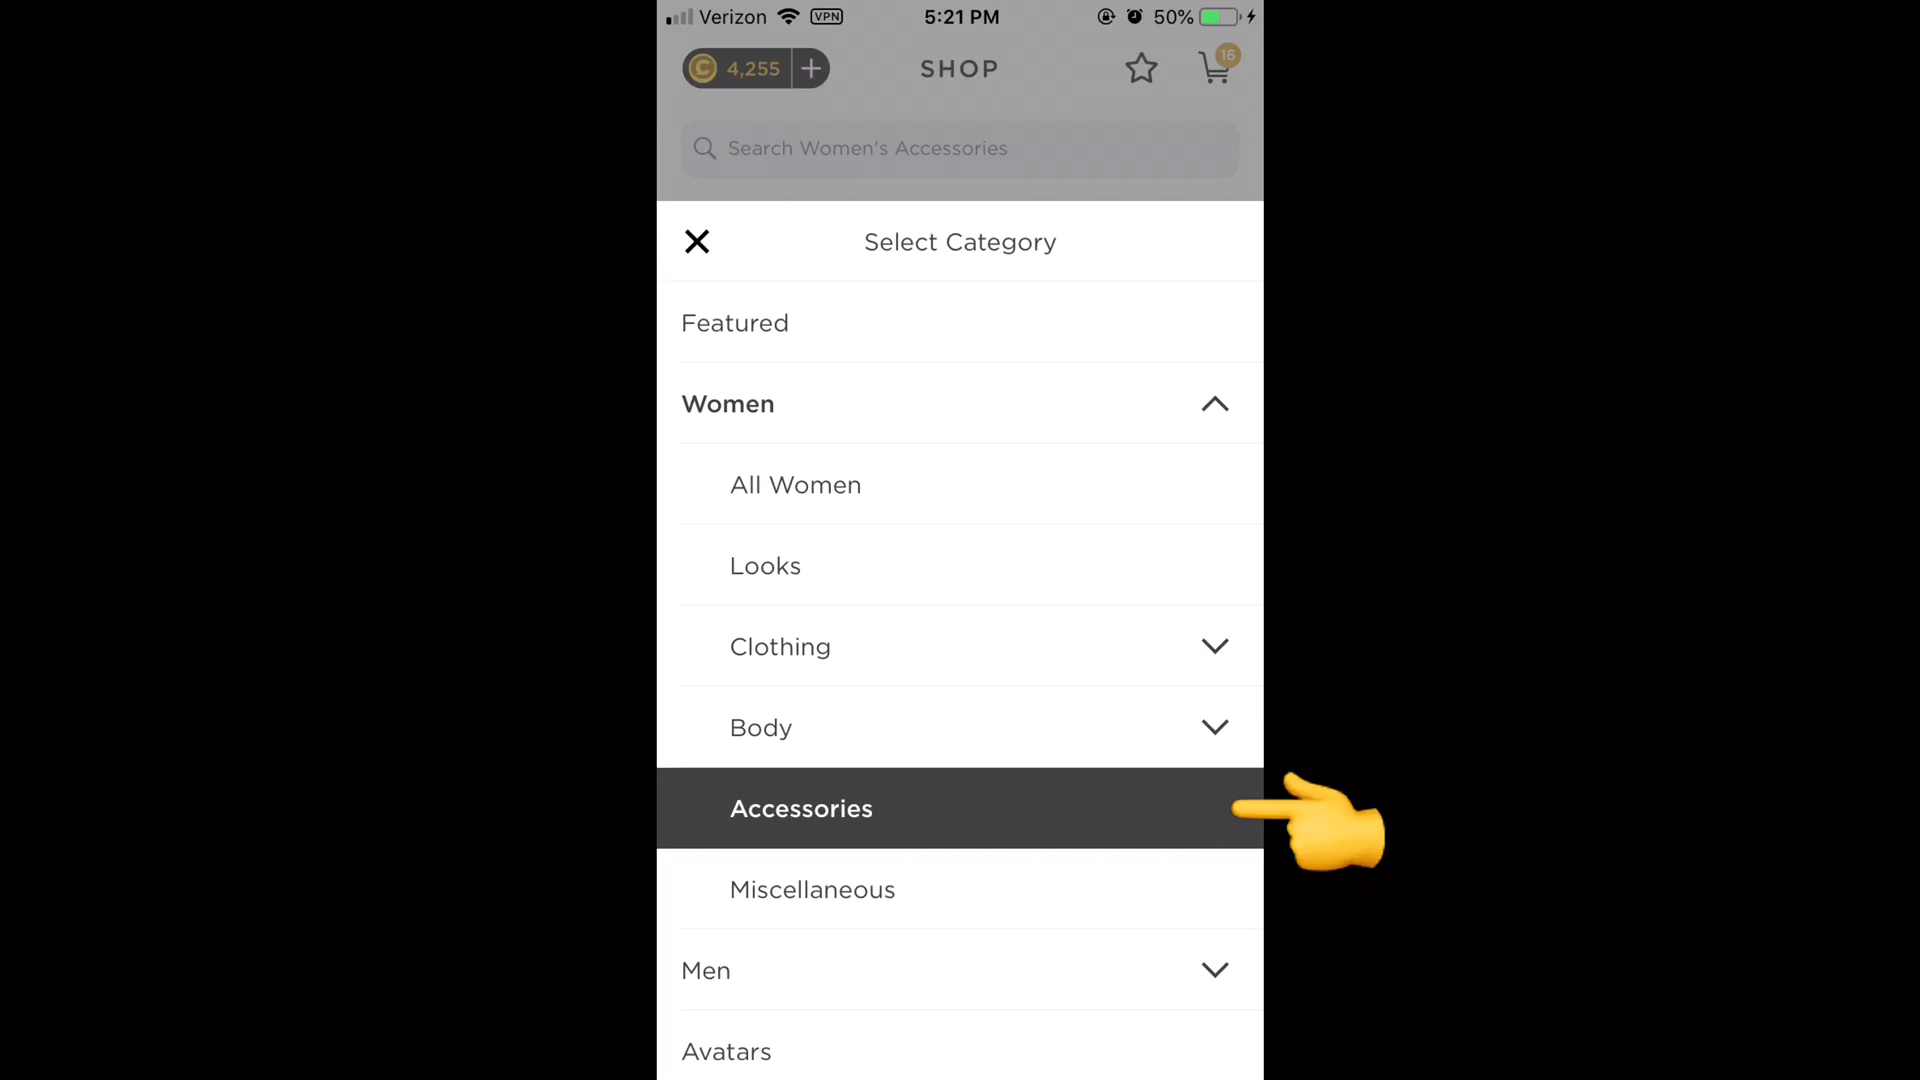 Verizon VPN 5:21 PM 50%
C 4,255 + SHOP 16
Search Women's Accessories
Select Category
Featured
Women
All Women
Looks
Clothing
Body
Accessories
Miscellaneous
Men
Avatars